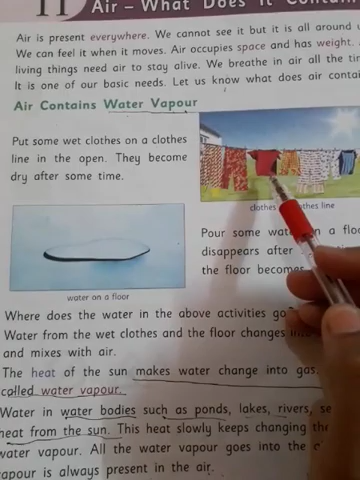 11 Air – What Does It Contain
Air is present everywhere. We cannot see it but it is all around
We can feel it when it moves. Air occupies space and has weight.
living things need air to stay alive. We breathe in air all the
It is one of our basic needs. Let us know what does air
Air Contains Water Vapour
Put some wet clothes on a clothes
line in the open. They become
dry after some time.
clothes clothes line
water on a floor
Pour some water on a
disappears after
the floor
Where does the water in the above activities go?
Water from the wet clothes and the floor changes
and mixes with air.
The heat of the sun makes water change into gas.
called water vapour.
Water in water bodies such as ponds, lakes, rivers,
heat from the sun. This heat slowly keeps changing the
water vapour. All the water vapour goes into the
vapour is always present in the air.